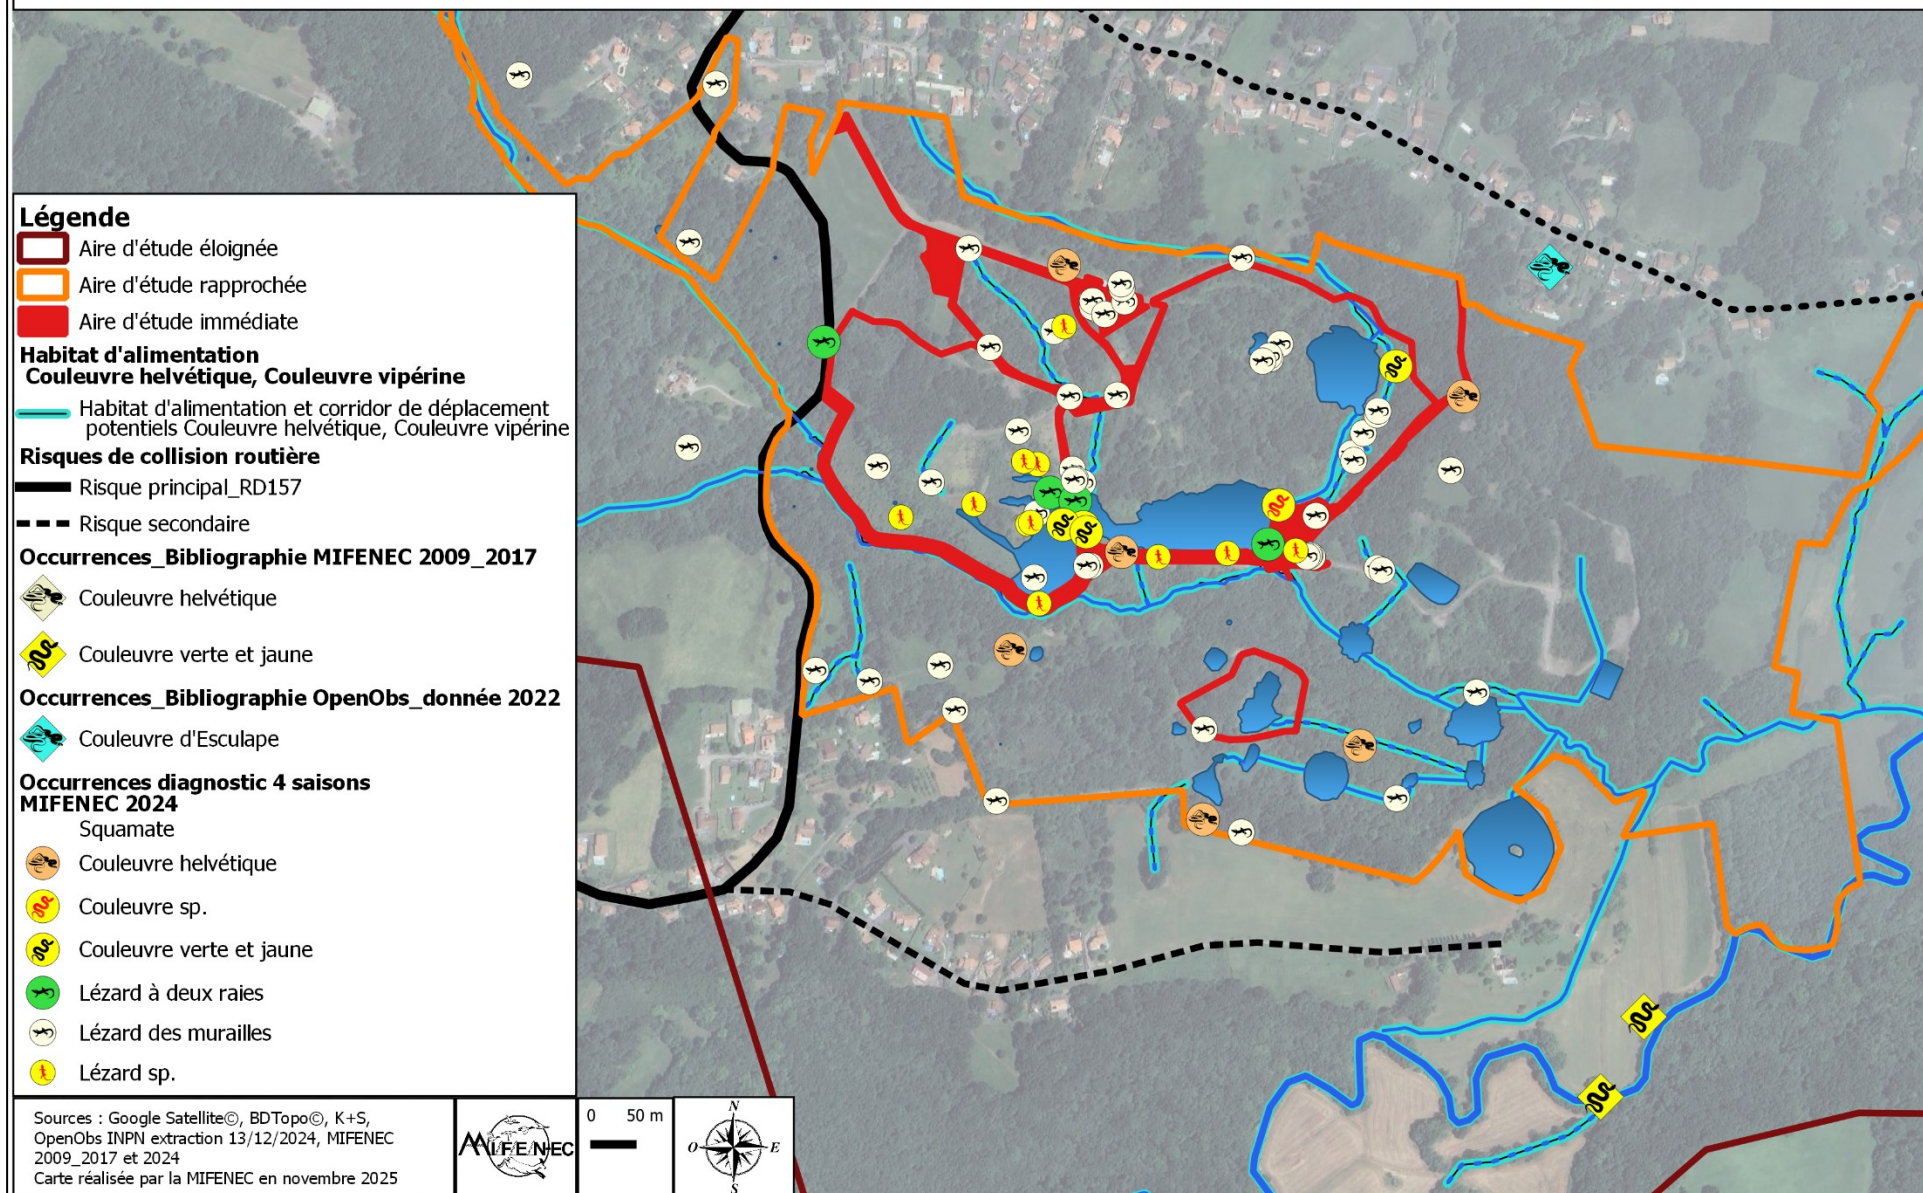 Légende
Aire d'étude éloignée
Aire d'étude rapprochée
Aire d'étude immédiate
Habitat d'alimentation
Couleuvre helvétique, Couleuvre vipérine
Habitat d'alimentation et corridor de déplacement
potentiels Couleuvre helvétique, Couleuvre vipérine
Risques de collision routière
Risque principal_RD157
Risque secondaire
Occurrences_Bibliographie MIFENEC 2009_2017
Couleuvre helvétique
Couleuvre verte et jaune
Occurrences_Bibliographie OpenObs_donnée 2022
Couleuvre d'Esculape
Occurrences diagnostic 4 saisons
MIFENEC 2024
Squamate
Couleuvre helvétique
Couleuvre sp.
Couleuvre verte et jaune
Lézard à deux raies
Lézard des murailles
Lézard sp.
Sources : Google Satellite©, BDTopo©, K+S,
OpenObs INPN extraction 13/12/2024, MIFENEC
2009_2017 et 2024
Carte réalisée par la MIFENEC en novembre 2025
MIFENEC
0 50 m
N
O E
S